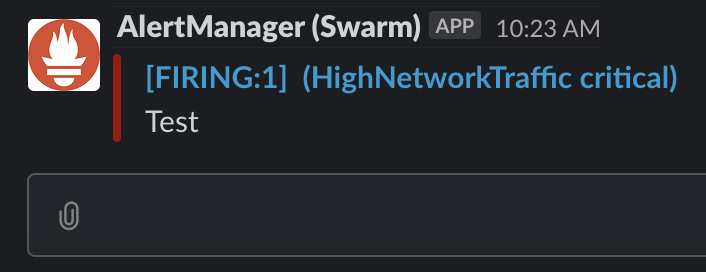 AlertManager (Swarm) APP 10:23 AM
[FIRING:1] (HighNetworkTraffic critical)
Test